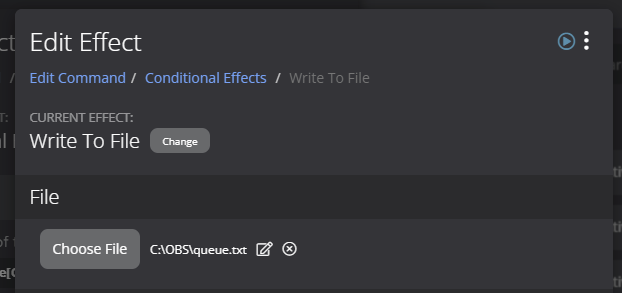 Edit Effect
Edit Command / Conditional Effects / Write To File
CURRENT EFFECT:
Write To File Change
File
Choose File C:\OBS\queue.txt